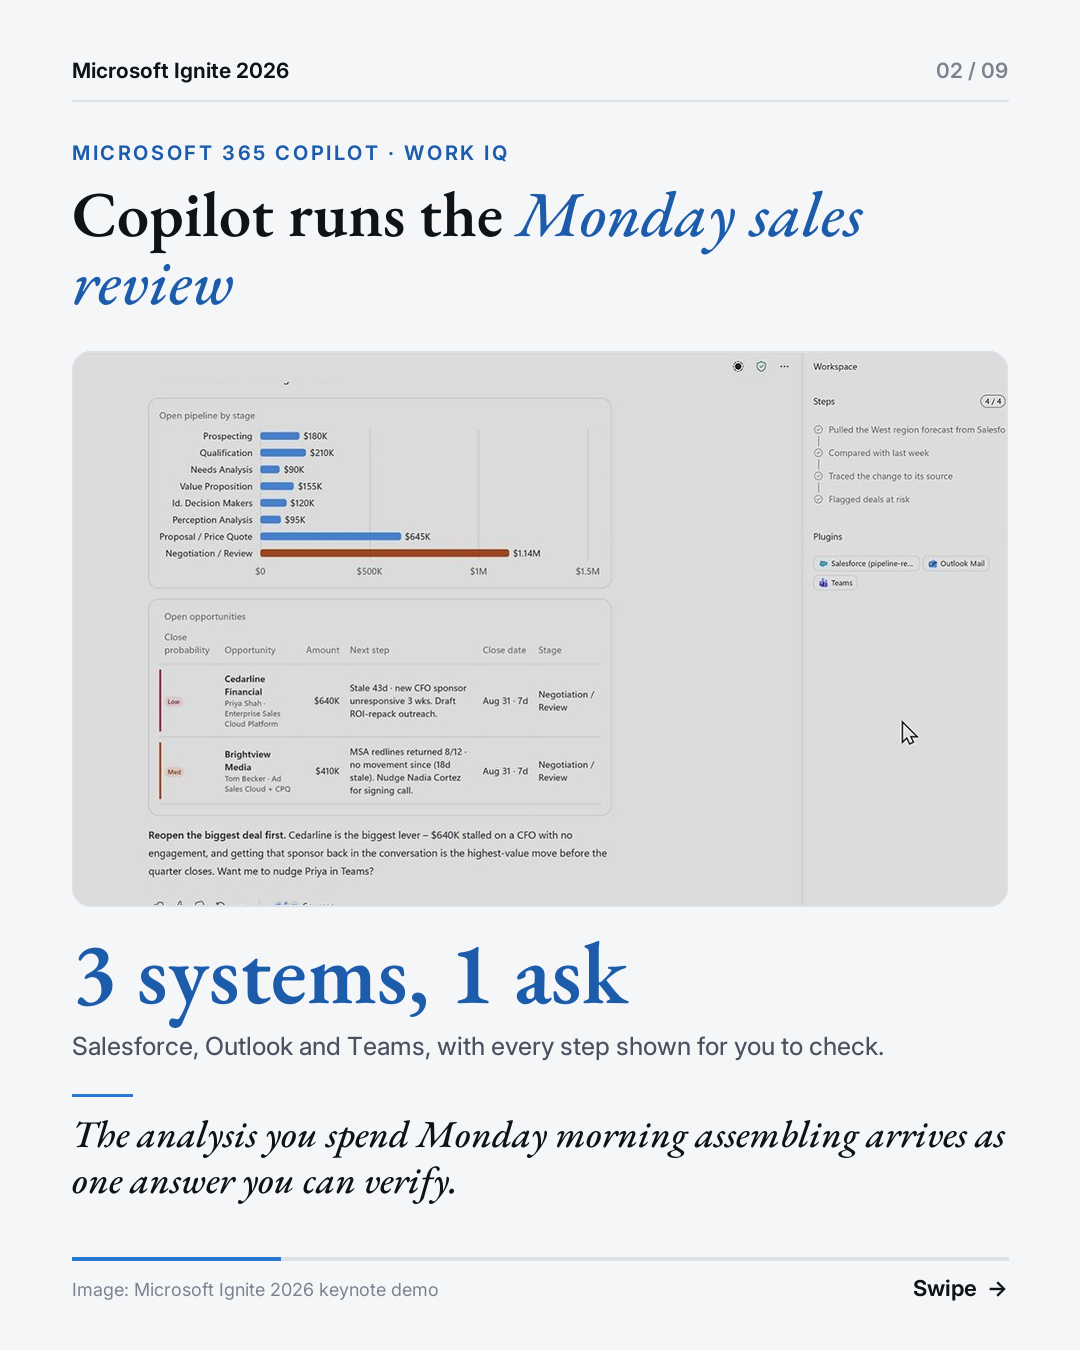 Microsoft Ignite 2026
02 / 09
MICROSOFT 365 COPILOT · WORK IQ
Copilot runs the Monday sales
review
Workspace
Steps
4 / 4
Pulled the West region forecast from Salesfo
Compared with last week
Traced the change to its source
Flagged deals at risk
Plugins
Salesforce (pipeline-re...
Outlook Mail
Teams
Open pipeline by stage
Prospecting $180K
Qualification $210K
Needs Analysis $90K
Value Proposition $155K
Id. Decision Makers $120K
Perception Analysis $95K
Proposal / Price Quote $645K
Negotiation / Review $1.14M
$0 $500K $1M $1.5M
Open opportunities
Close
probability Opportunity Amount Next step Close date Stage
Low
Cedarline
Financial
Priya Shah ·
Enterprise Sales
Cloud Platform
$640K
Stale 43d · new CFO sponsor
unresponsive 3 wks. Draft
ROI-repack outreach.
Aug 31 · 7d
Negotiation /
Review
Med
Brightview
Media
Tom Becker · Ad
Sales Cloud + CPQ
$410K
MSA redlines returned 8/12 ·
no movement since (18d
stale). Nudge Nadia Cortez
for signing call.
Aug 31 · 7d
Negotiation /
Review
Reopen the biggest deal first. Cedarline is the biggest lever – $640K stalled on a CFO with no
engagement, and getting that sponsor back in the conversation is the highest-value move before the
quarter closes. Want me to nudge Priya in Teams?
3 systems, 1 ask
Salesforce, Outlook and Teams, with every step shown for you to check.
The analysis you spend Monday morning assembling arrives as
one answer you can verify.
Image: Microsoft Ignite 2026 keynote demo
Swipe →